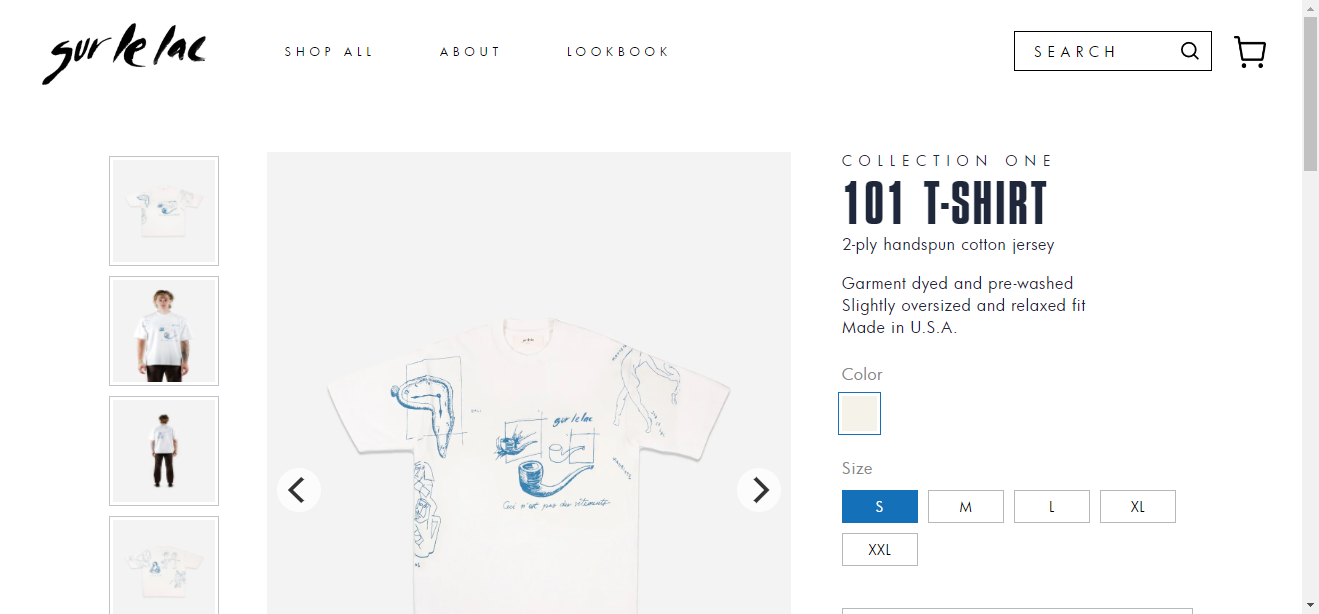 sur le lac
SHOP ALL
ABOUT
LOOKBOOK
SEARCH
COLLECTION ONE
101 T-SHIRT
2-ply handspun cotton jersey
Garment dyed and pre-washed
Slightly oversized and relaxed fit
Made in U.S.A.
Color
Size
S
M
L
XL
XXL
sur le lac
Ceci n'est pas des vêtements